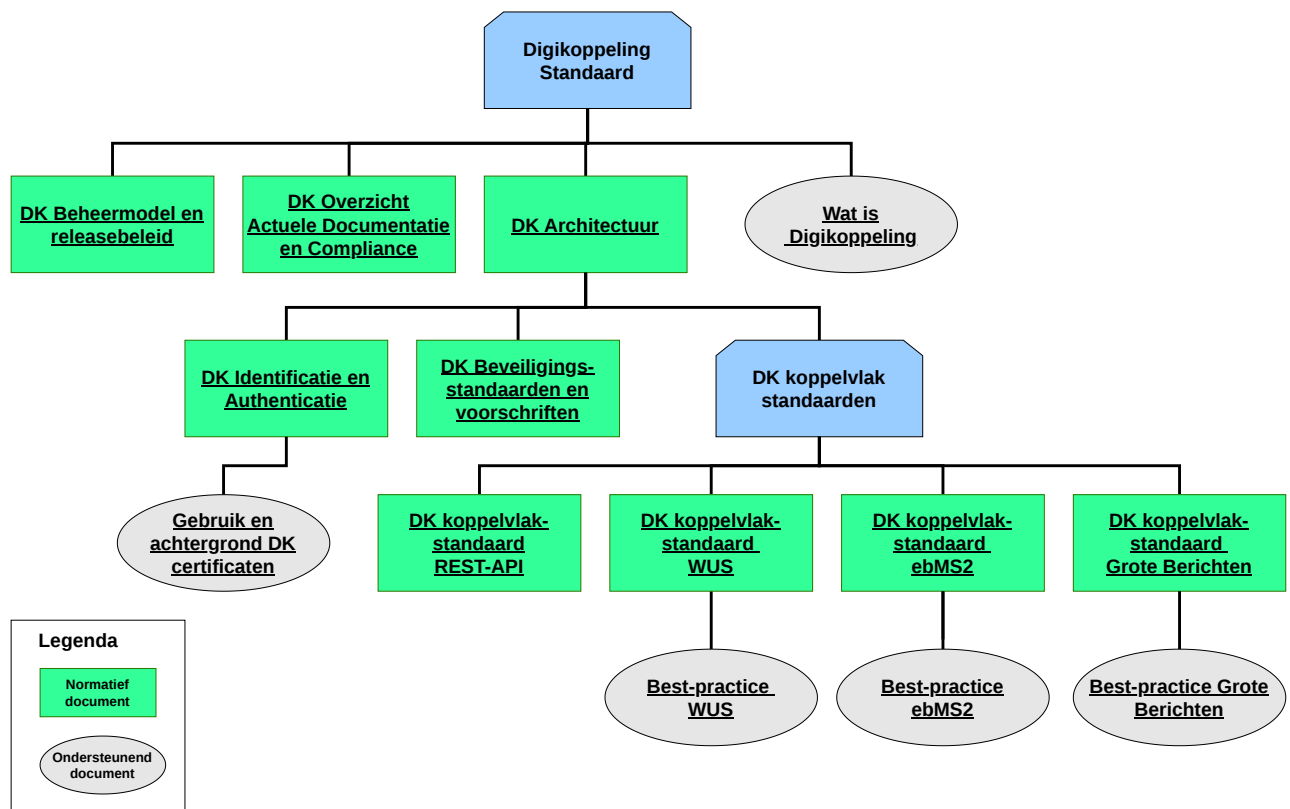 Digikoppeling
Standaard
DK Beheermodel en
releasebeleid
DK Overzicht
Actuele Documentatie
en Compliance
DK Architectuur
Wat is
Digikoppeling
DK Identificatie en
Authenticatie
DK Beveiligings-
standaarden en
voorschriften
DK koppelvlak
standaarden
Gebruik en
achtergrond DK
certificaten
DK koppelvlak-
standaard
REST-API
DK koppelvlak-
standaard
WUS
DK koppelvlak-
standaard
ebMS2
DK koppelvlak-
standaard
Grote Berichten
Best-practice
WUS
Best-practice
ebMS2
Best-practice Grote
Berichten
Legenda
Normatief
document
Ondersteunend
document